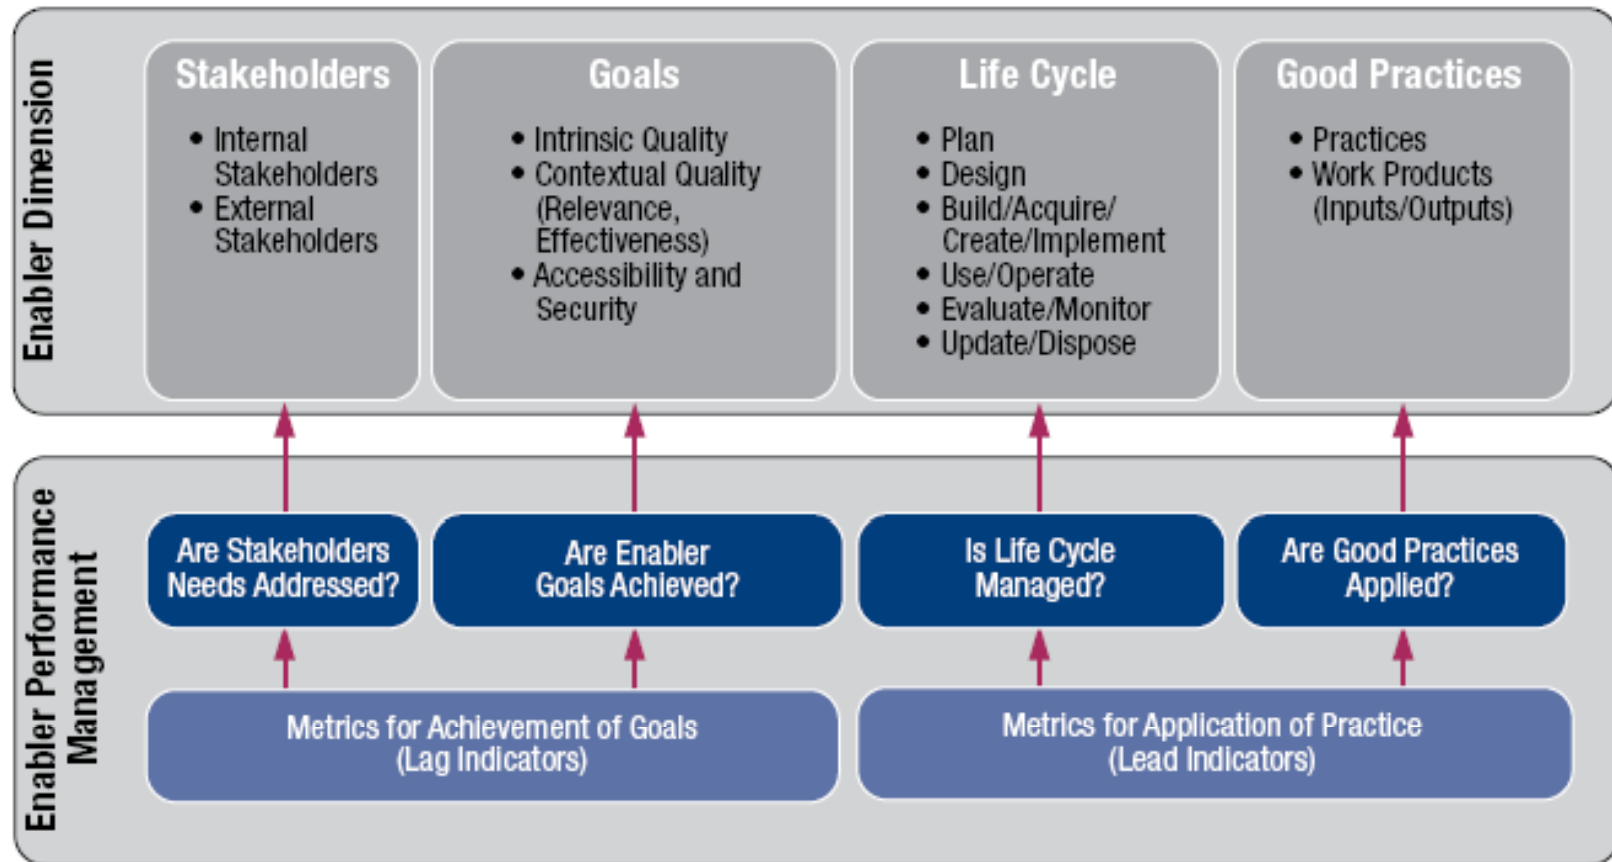 Enabler Dimension
Stakeholders
• Internal
Stakeholders
• External
Stakeholders
Goals
• Intrinsic Quality
• Contextual Quality
(Relevance,
Effectiveness)
• Accessibility and
Security
Life Cycle
• Plan
• Design
• Build/Acquire/
Create/Implement
• Use/Operate
• Evaluate/Monitor
• Update/Dispose
Good Practices
• Practices
• Work Products
(Inputs/Outputs)
Enabler Performance
Management
Are Stakeholders
Needs Addressed?
Are Enabler
Goals Achieved?
Is Life Cycle
Managed?
Are Good Practices
Applied?
Metrics for Achievement of Goals
(Lag Indicators)
Metrics for Application of Practice
(Lead Indicators)